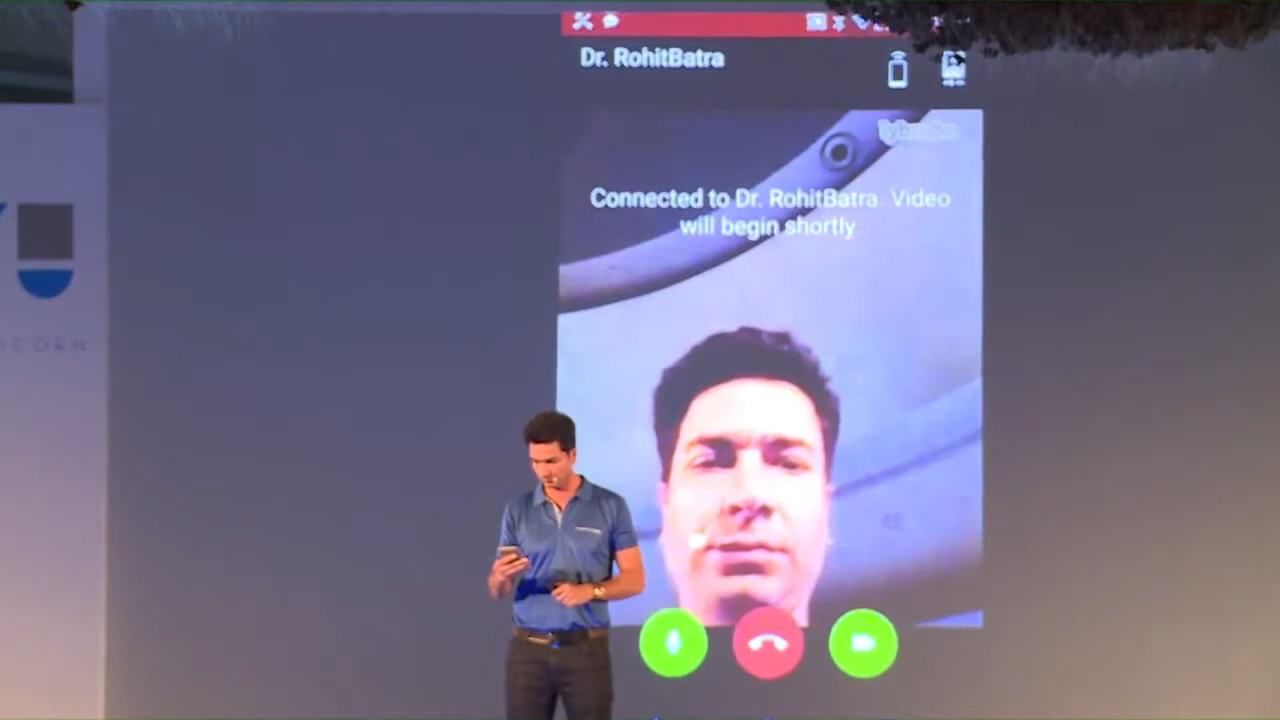 Dr. RohitBatra
Connected to Dr. RohitBatra. Video
will begin shortly